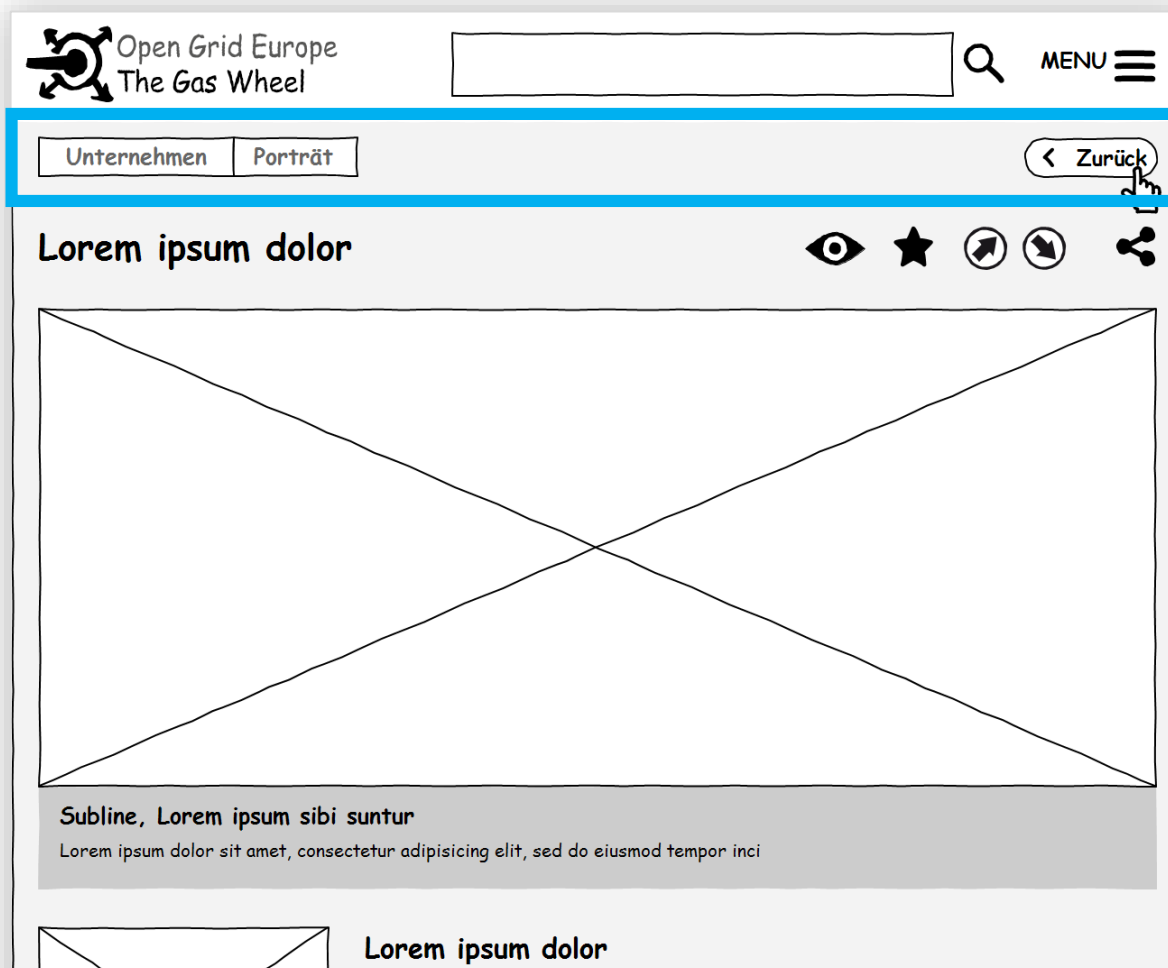 Open Grid Europe
The Gas Wheel
MENU
Unternehmen Porträt
Zurück
Lorem ipsum dolor
Subline, Lorem ipsum sibi suntur
Lorem ipsum dolor sit amet, consectetur adipisicing elit, sed do eiusmod tempor inci
Lorem ipsum dolor